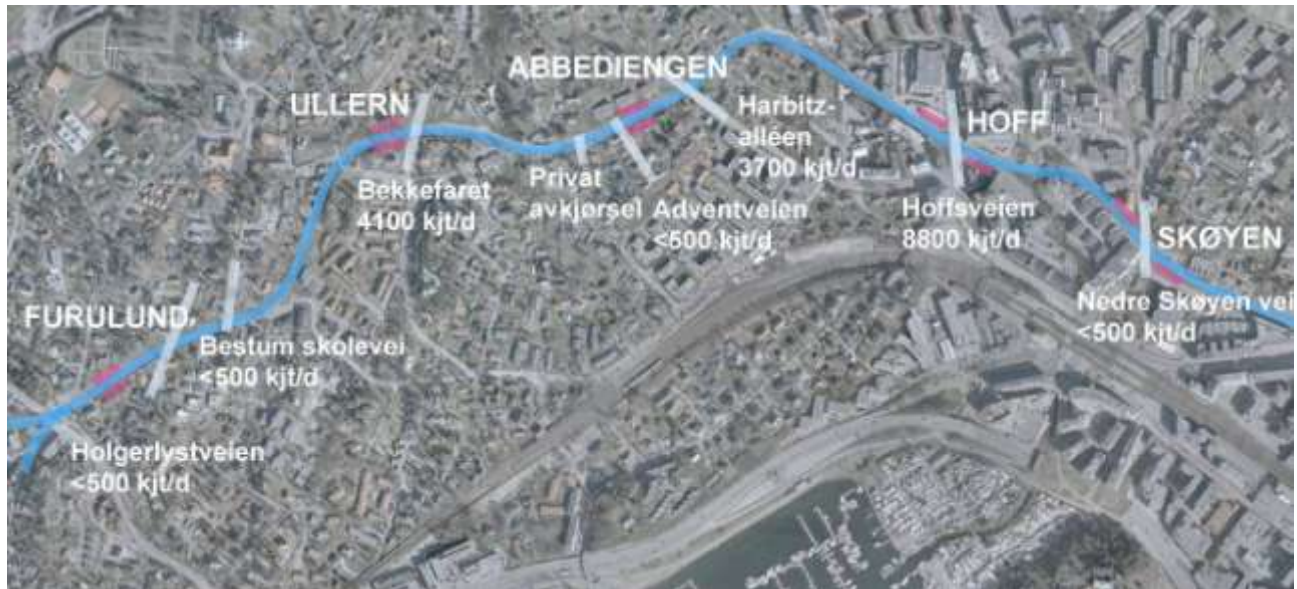 ABBEDIENGEN
ULLERN
Harbitz-
alléen
3700 kjt/d
HOFF
Bekkefaret
4100 kjt/d
Privat
avkjørsel
Adventveien
<500 kjt/d
Hoffsveien
8800 kjt/d
SKØYEN
Nedre Skøyen vei
<500 kjt/d
FURULUND
Bestum skolevei
<500 kjt/d
Holgerlystveien
<500 kjt/d